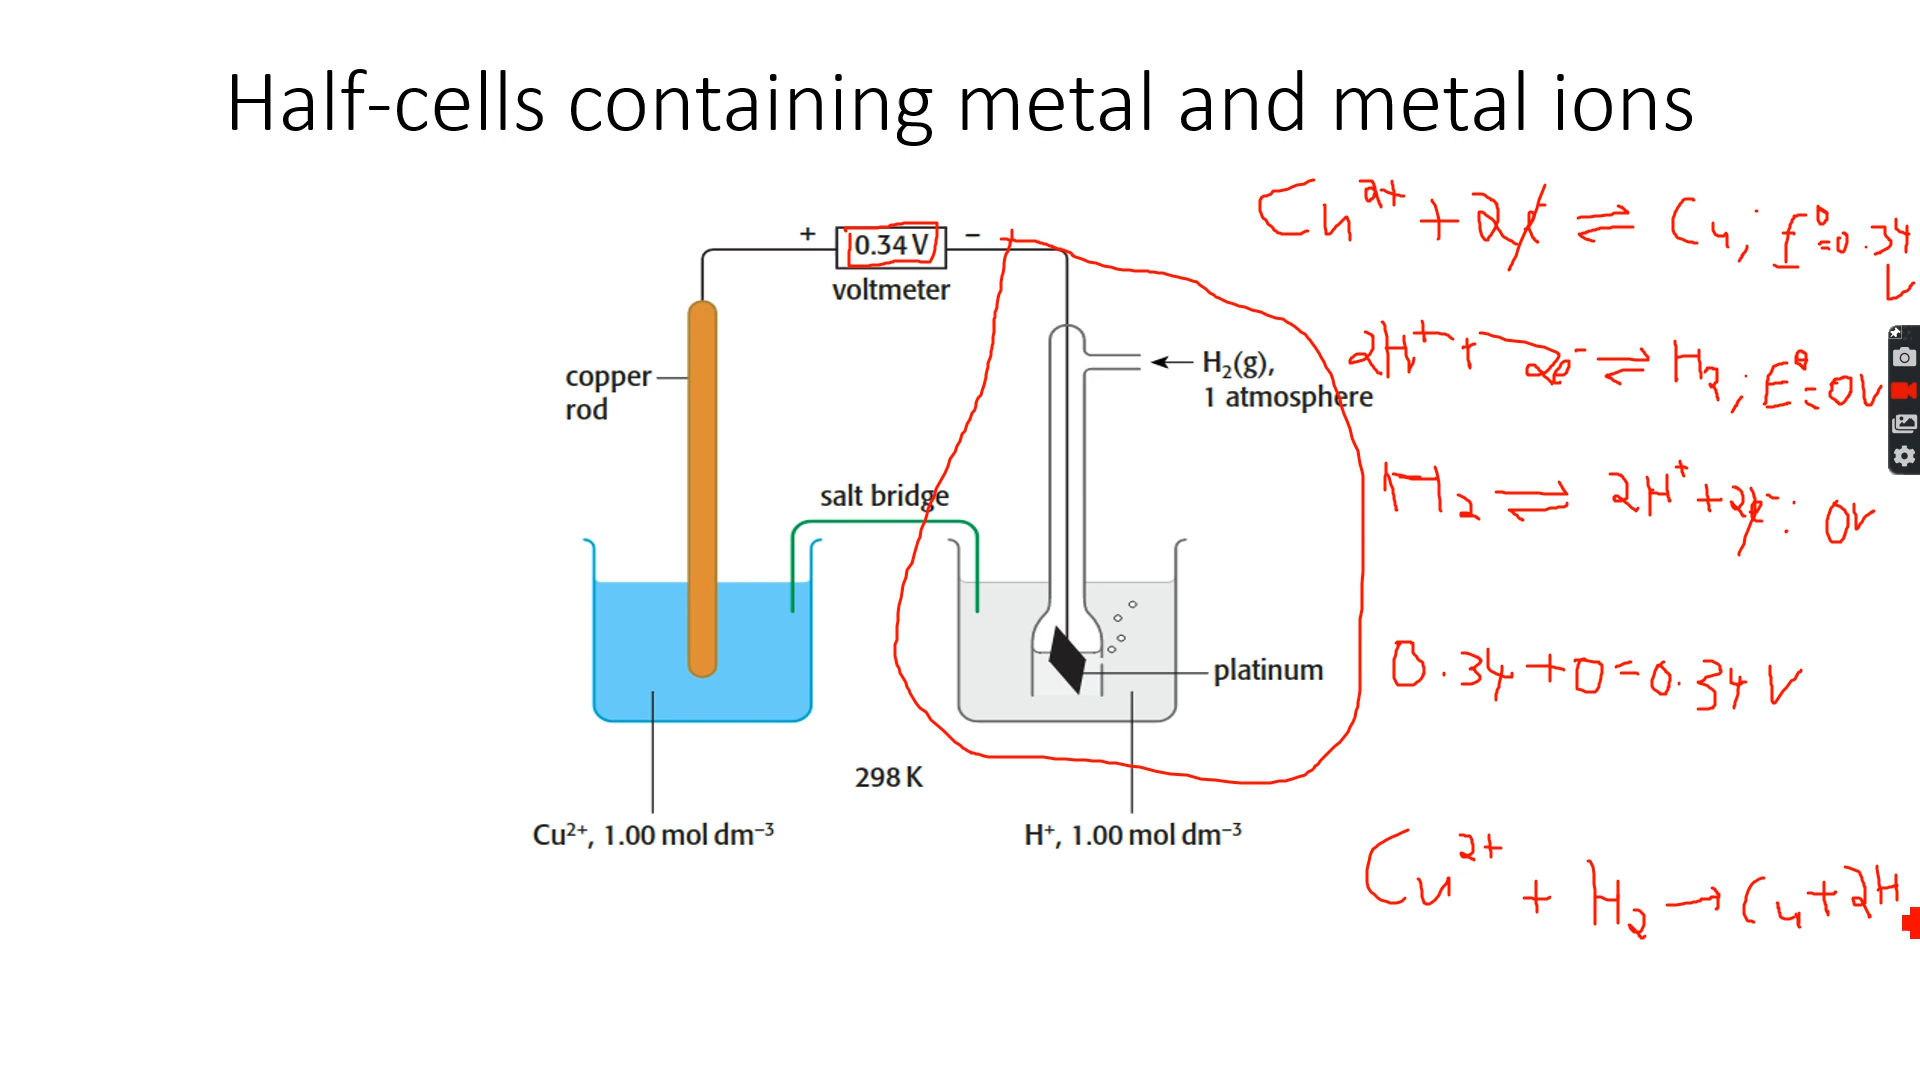 Half-cells containing metal and metal ions
Cu²⁺ + 2e ⇌ Cu; E⁰=0.34
V
+ 0.34 V −
voltmeter
H₂(g),
1 atmosphere
2H⁺ + 2e⁻ ⇌ H₂; E⁰=0V
copper
rod
salt bridge
H₂ ⇌ 2H⁺+2e⁻: 0V
platinum
0.34+0=0.34 V
298 K
Cu²⁺, 1.00 mol dm⁻³
H⁺, 1.00 mol dm⁻³
Cu²⁺ + H₂ → Cu+2H